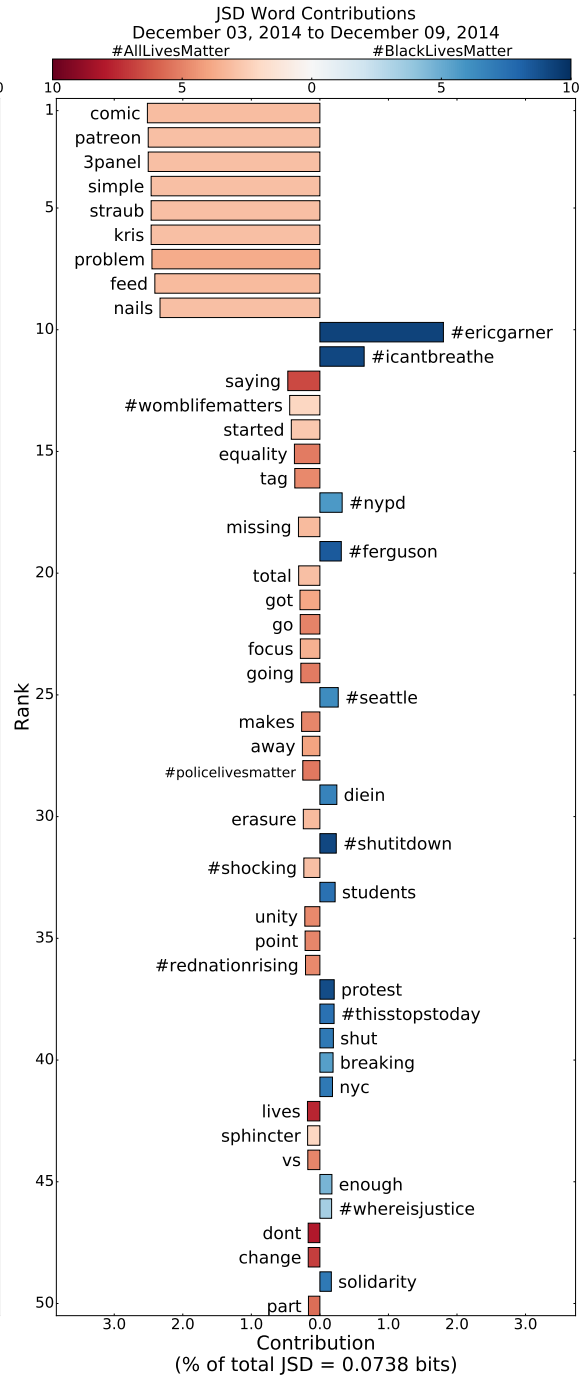 JSD Word Contributions
December 03, 2014 to December 09, 2014
#AllLivesMatter #BlackLivesMatter
10 5 0 5 10
0
1
comic
patreon
3panel
simple
5
straub
kris
problem
feed
nails
10
#ericgarner
#icantbreathe
saying
#womblifematters
started
15
equality
tag
#nypd
missing
#ferguson
20
total
got
go
focus
going
25
#seattle
makes
away
#policelivesmatter
diein
30
erasure
#shutitdown
#shocking
students
unity
35
point
#rednationrising
protest
#thisstopstoday
shut
40
breaking
nyc
lives
sphincter
vs
45
enough
#whereisjustice
dont
change
solidarity
50
part
Rank
3.0 2.0 1.0 0.0 1.0 2.0 3.0
Contribution
(% of total JSD = 0.0738 bits)